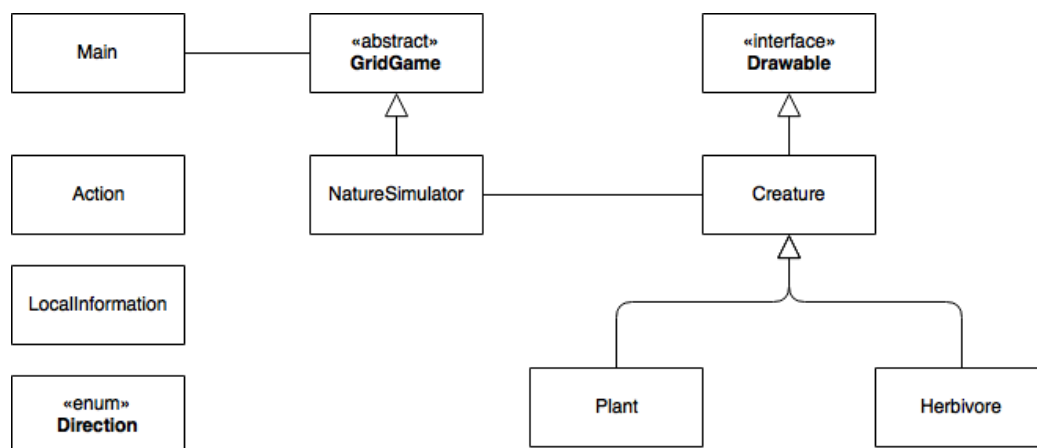 Main
«abstract»
GridGame
«interface»
Drawable
Action
NatureSimulator
Creature
LocalInformation
«enum»
Direction
Plant
Herbivore